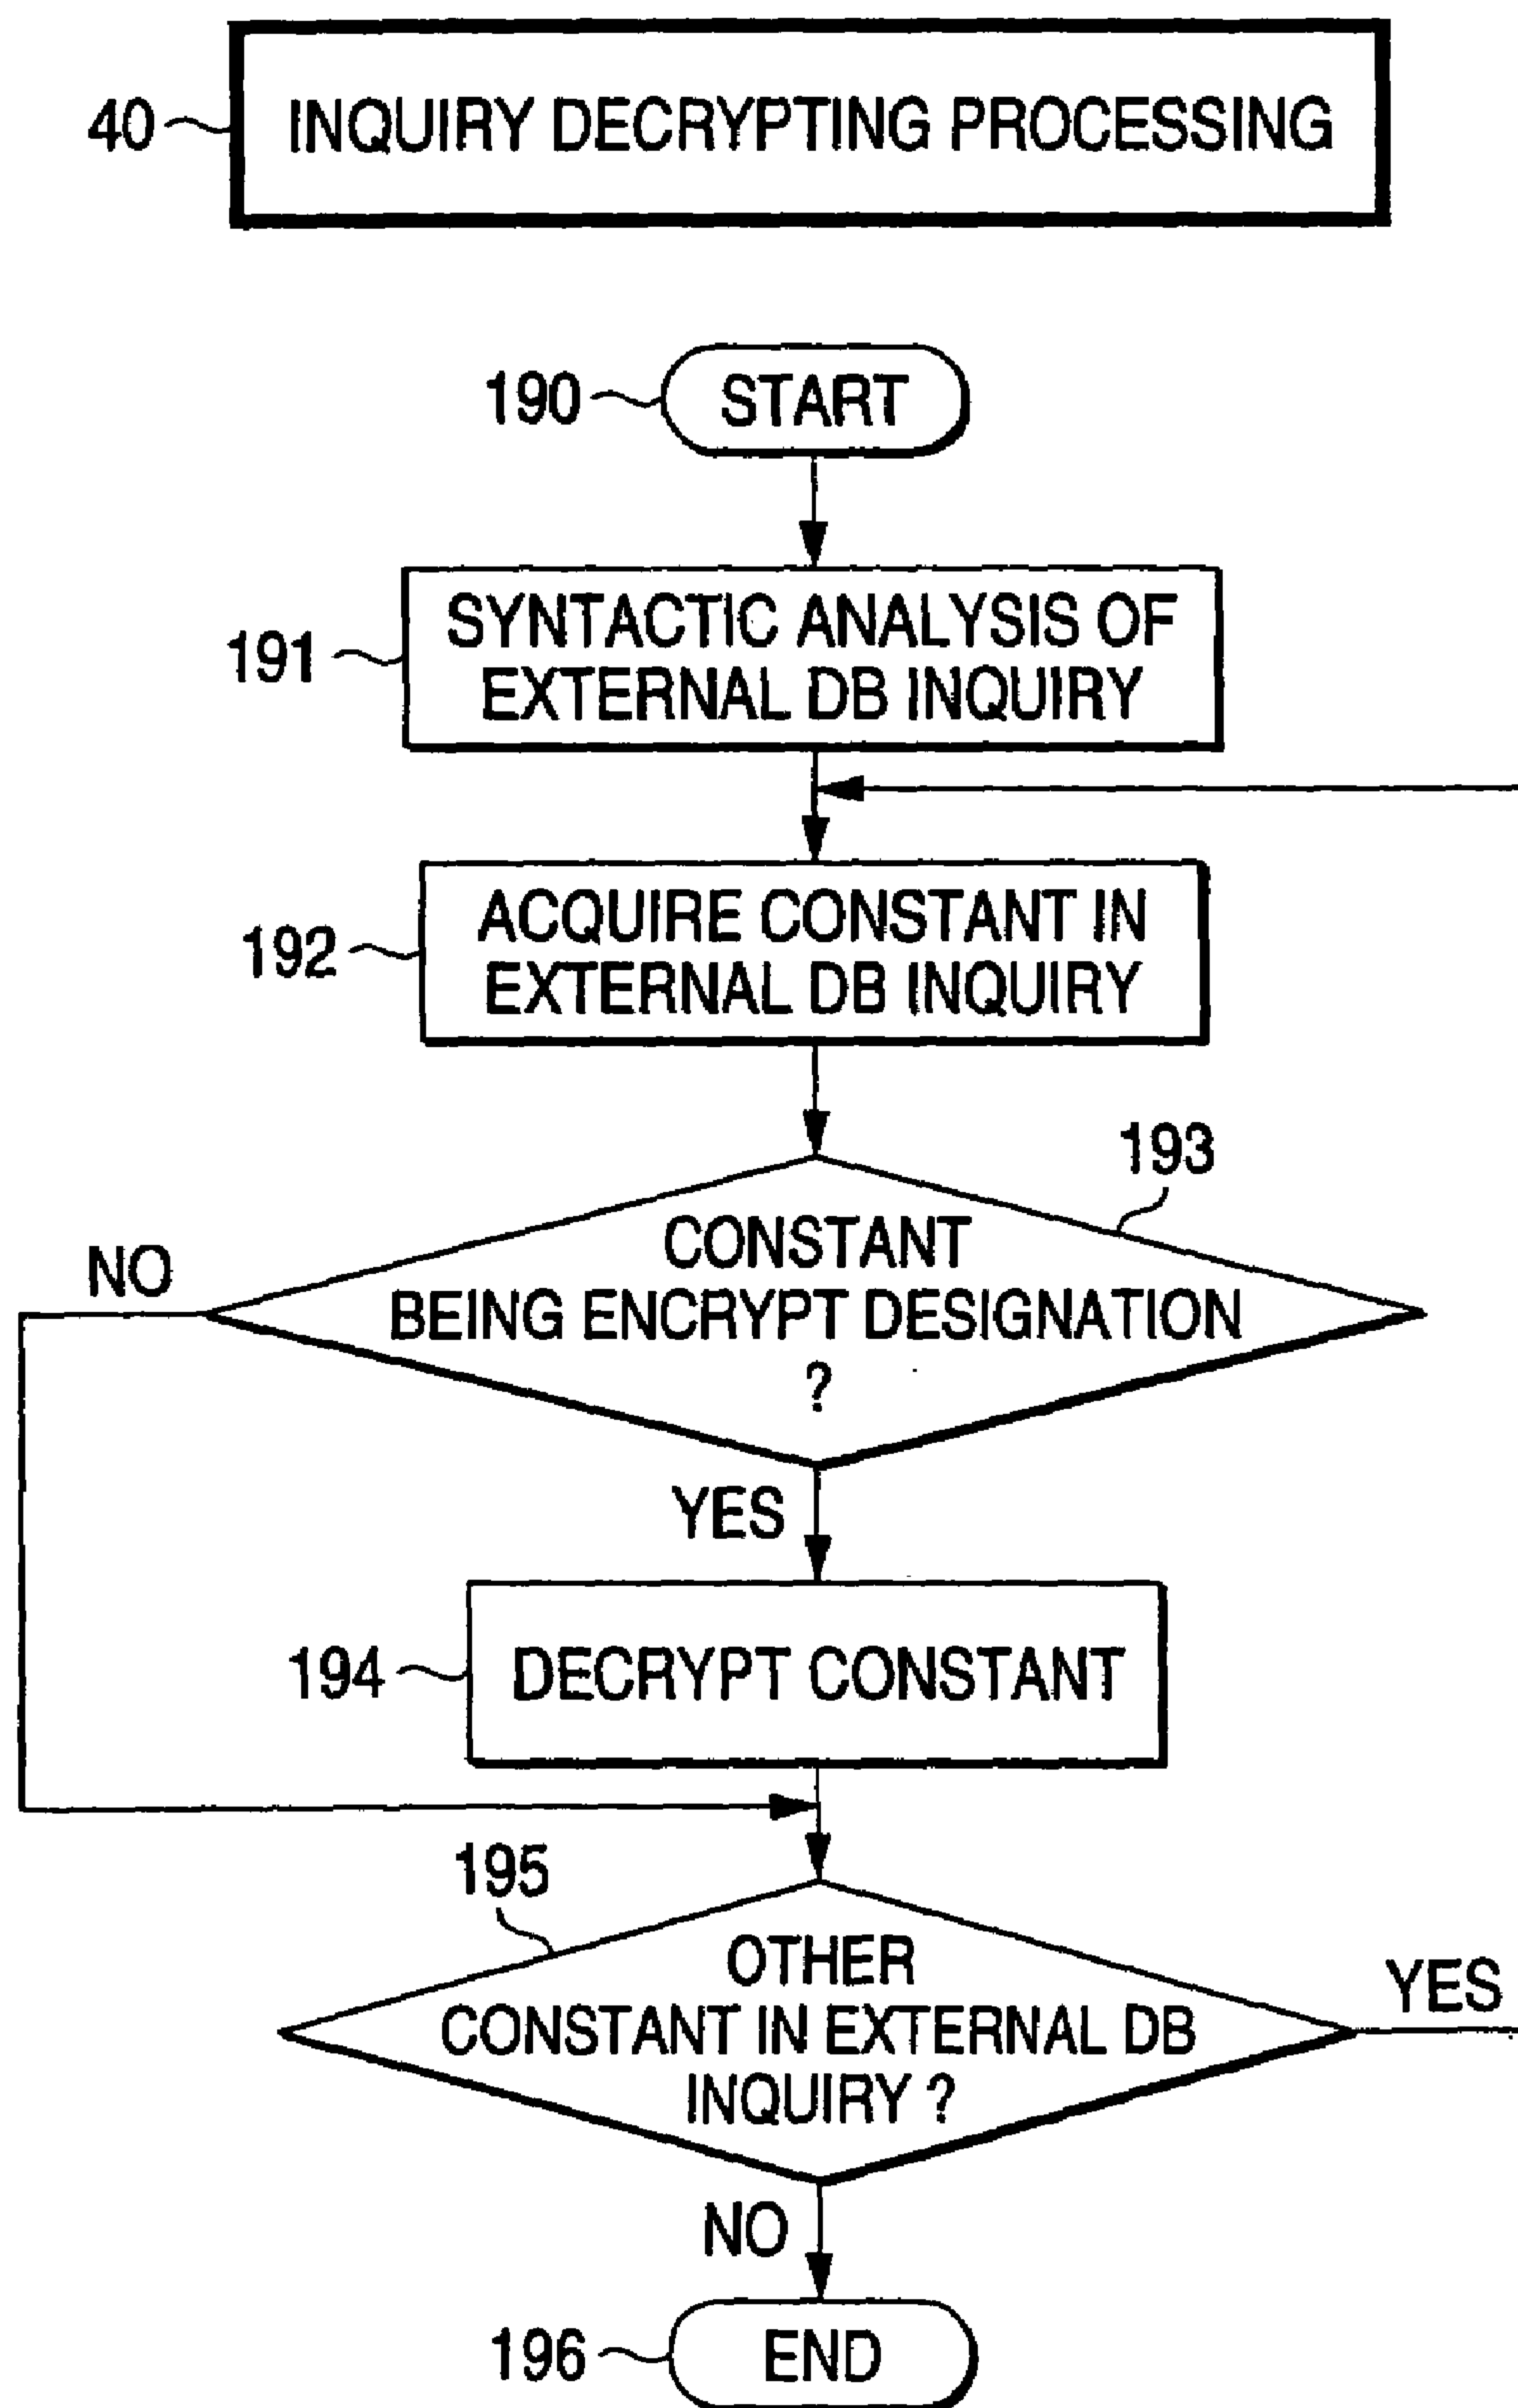 40
INQUIRY DECRYPTING PROCESSING
190
START
191
SYNTACTIC ANALYSIS OF
EXTERNAL DB INQUIRY
192
ACQUIRE CONSTANT IN
EXTERNAL DB INQUIRY
193
CONSTANT
BEING ENCRYPT DESIGNATION
?
NO
YES
194
DECRYPT CONSTANT
195
OTHER
CONSTANT IN EXTERNAL DB
INQUIRY ?
YES
NO
196
END